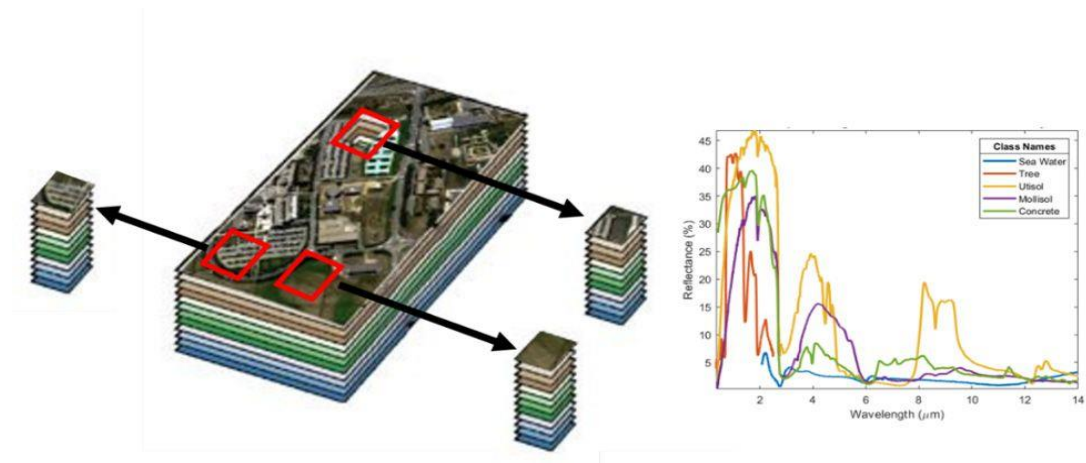 Class Names
Sea Water
Tree
Utisol
Mollisol
Concrete
45
40
35
30
25
20
15
10
5
Reflectance (%)
2 4 6 8 10 12 14
Wavelength (μm)